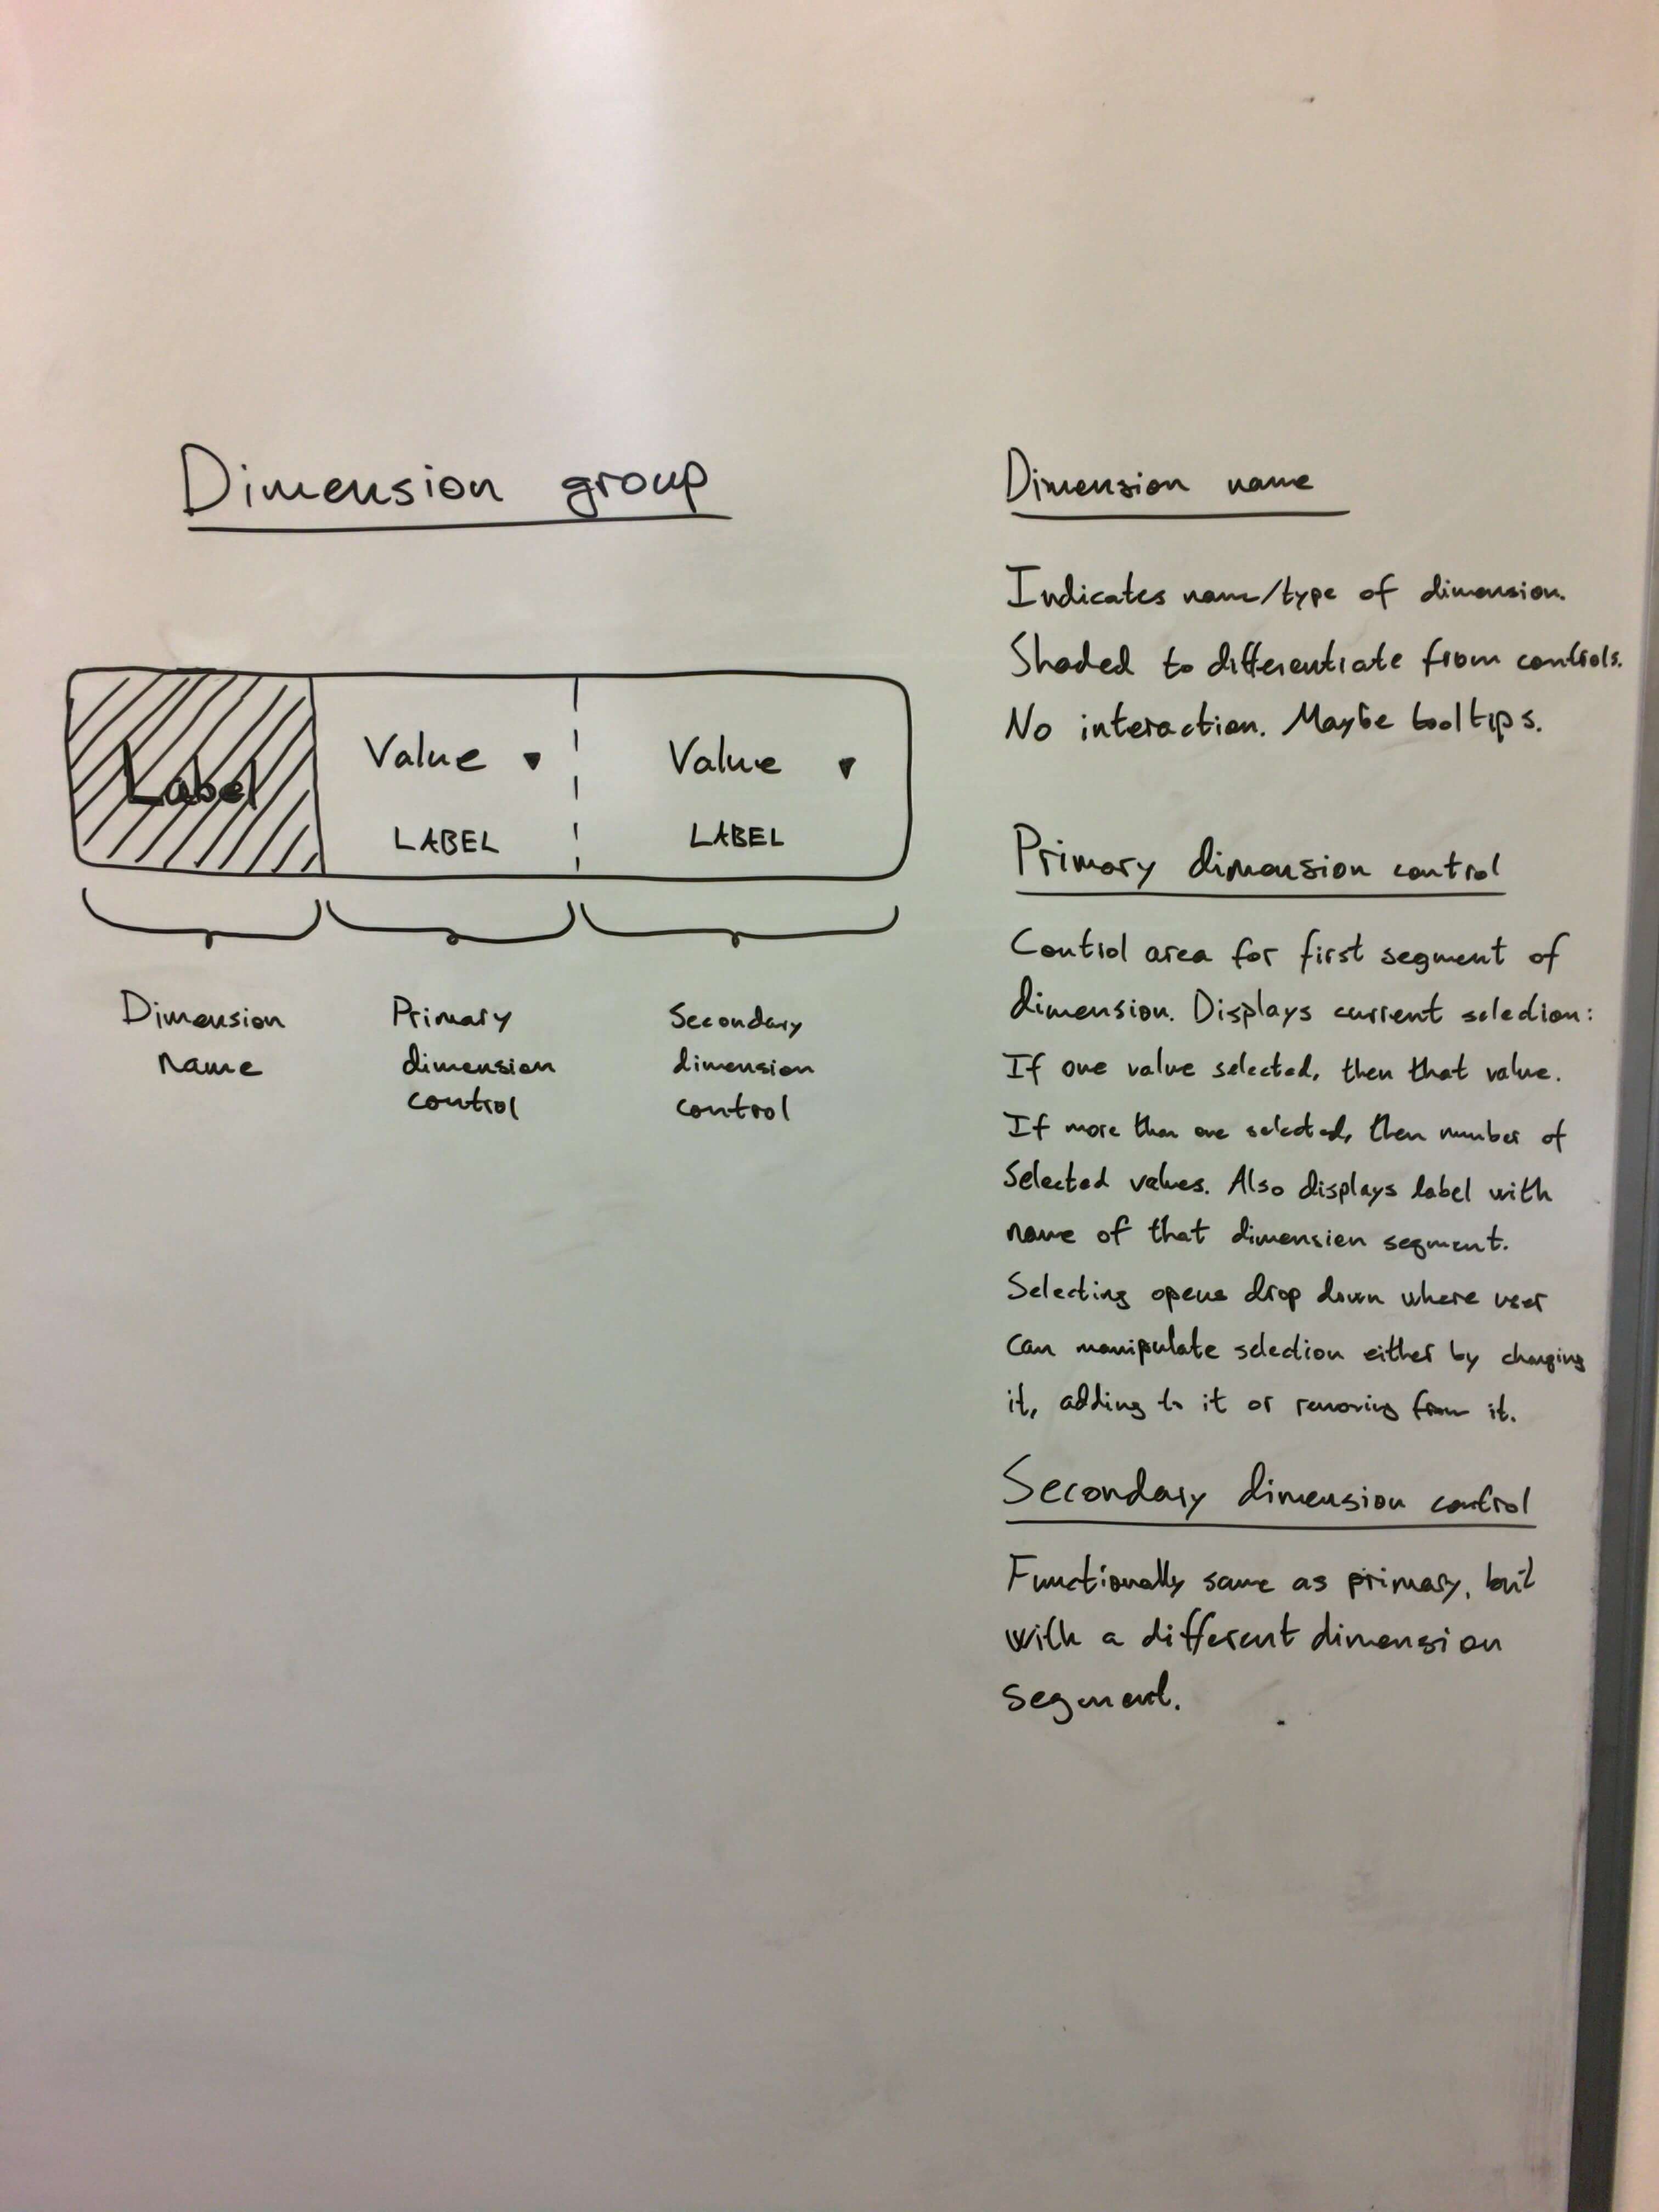 Dimension group
Label
Value ▾
LABEL
Value ▾
LABEL
Dimension
name
Primary
dimension
control
Secondary
dimension
control
Dimension name
Indicates name/type of dimension.
Shaded to differentiate from controls.
No interaction. Maybe tooltips.
Primary dimension control
Control area for first segment of
dimension. Displays current selection:
If one value selected, then that value.
If more than one selected, then number of
selected values. Also displays label with
name of that dimension segment.
Selecting opens drop down where user
can manipulate selection either by changing
it, adding to it or removing from it.
Secondary dimension control
Functionally same as primary, but
with a different dimension
segment.